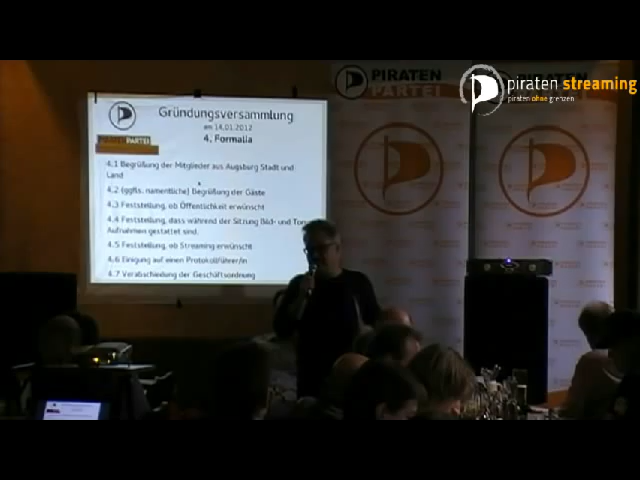 piraten streaming
piraten ohne grenzen
PIRATEN
PARTEI
PIRATEN
Gründungsversammlung
am 14.01.2012
4. Formalia
PIRATENPARTEI
4.1 Begrüßung der Mitglieder aus Augsburg Stadt und
Land
4.2 (ggfls. namentliche) Begrüßung der Gäste
4.3 Feststellung, ob Öffentlichkeit erwünscht
4.4 Feststellung, dass während der Sitzung Bild- und Ton-
Aufnahmen gestattet sind.
4.5 Feststellung, ob Streaming erwünscht
4.6 Einigung auf einen Protokollführer/in
4.7 Verabschiedung der Geschäftsordnung